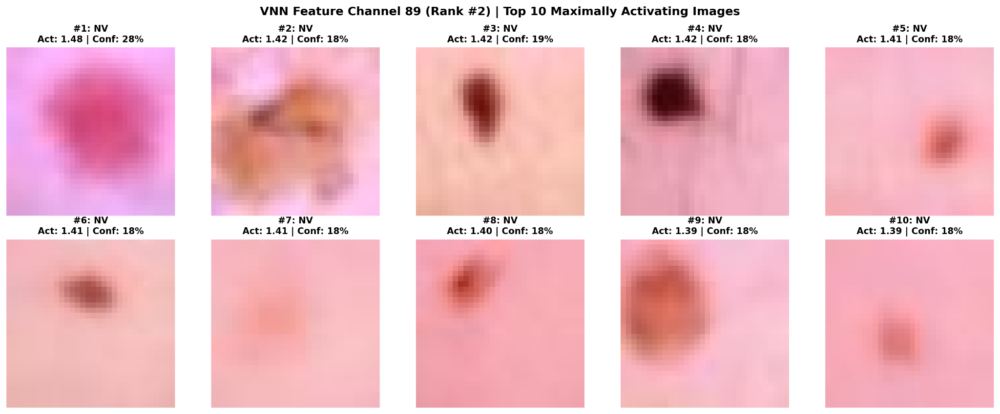 VNN Feature Channel 89 (Rank #2) | Top 10 Maximally Activating Images
#1: NV
Act: 1.48 | Conf: 28%
#2: NV
Act: 1.42 | Conf: 18%
#3: NV
Act: 1.42 | Conf: 19%
#4: NV
Act: 1.42 | Conf: 18%
#5: NV
Act: 1.41 | Conf: 18%
#6: NV
Act: 1.41 | Conf: 18%
#7: NV
Act: 1.41 | Conf: 18%
#8: NV
Act: 1.40 | Conf: 18%
#9: NV
Act: 1.39 | Conf: 18%
#10: NV
Act: 1.39 | Conf: 18%